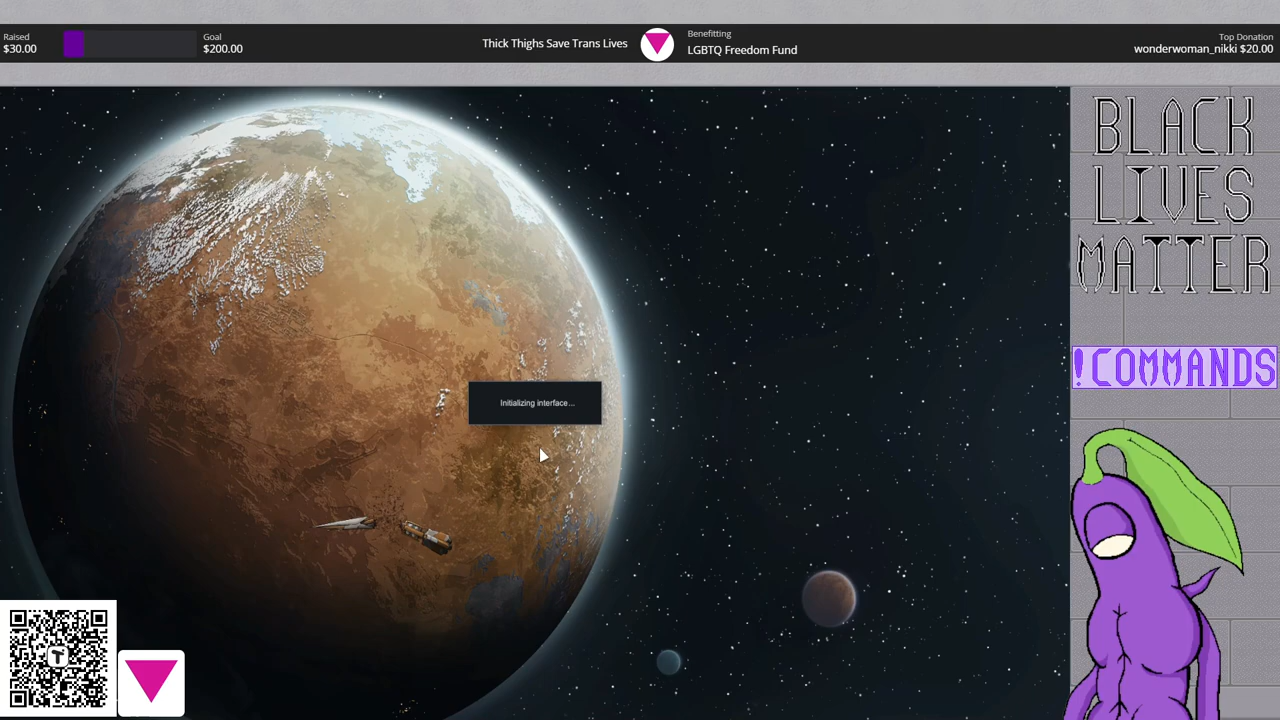 Raised
$30.00
Goal
$200.00
Thick Thighs Save Trans Lives
Benefitting
LGBTQ Freedom Fund
Top Donation
wonderwoman_nikki $20.00
BLACK
LIVES
MATTER
!COMMANDS
Initializing interface...
T